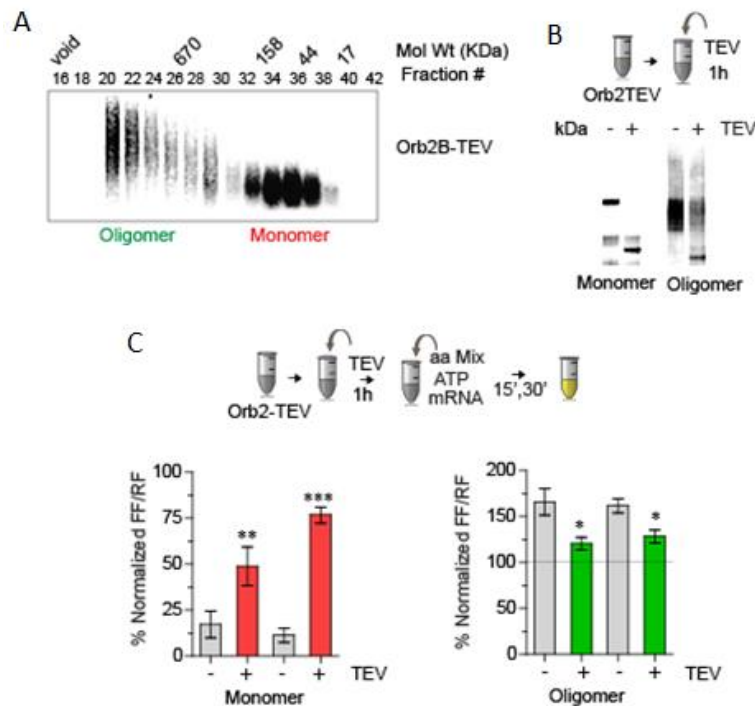 A
void 670 158 44 17 Mol Wt (KDa)
16 18 20 22 24 26 28 30 32 34 36 38 40 42 Fraction #
Orb2B-TEV
Oligomer Monomer
B
TEV
1h
Orb2TEV
kDa - + - + TEV
Monomer Oligomer
C
TEV
1h
aa Mix
ATP
mRNA
15',30'
Orb2-TEV
% Normalized FF/RF
100
75
50
25
0
** ***
- + - + TEV
Monomer
% Normalized FF/RF
200
150
100
50
0
* *
- + - + TEV
Oligomer